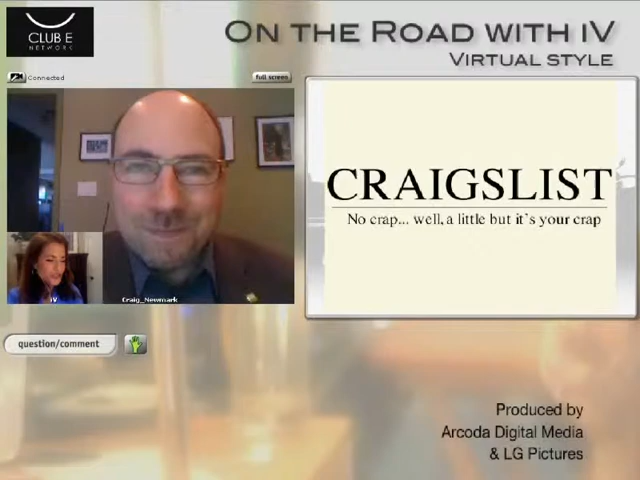 CLUB E
NETWORK
ON THE ROAD WITH iV
VIRTUAL STYLE
Connected
full screen
CRAIGSLIST
No crap... well, a little but it's your crap
iV
Craig_Newmark
question/comment
Produced by
Arcoda Digital Media
& LG Pictures